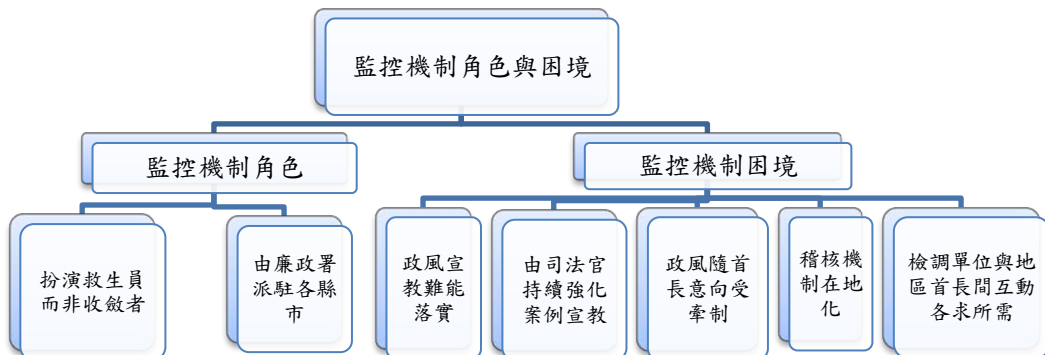 監控機制角色與困境
監控機制角色
監控機制困境
扮演救生員
而非收斂者
由廉政署
派駐各縣
市
政風宣
教難能
落實
由司法官
持續強化
案例宣教
政風隨首
長意向受
牽制
稽核機
制在地
化
檢調單位與地
區首長間互動
各求所需